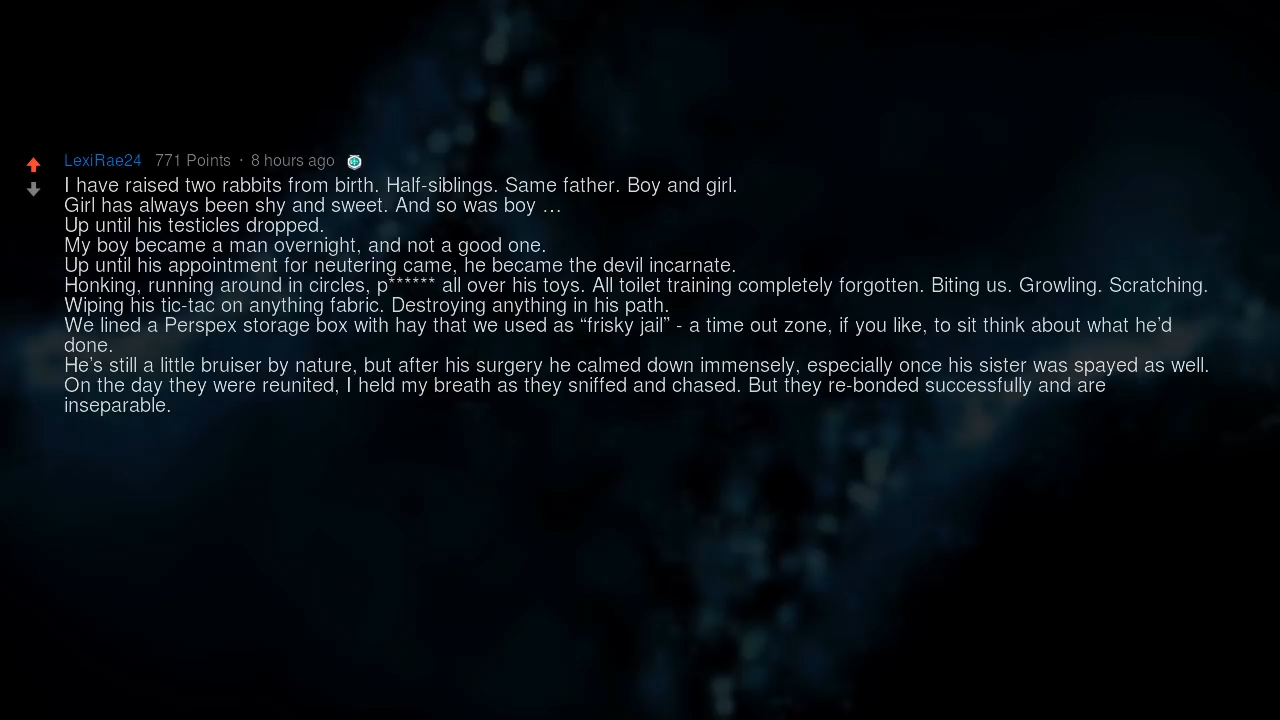 LexiRae24 771 Points · 8 hours ago
I have raised two rabbits from birth. Half-siblings. Same father. Boy and girl.
Girl has always been shy and sweet. And so was boy …
Up until his testicles dropped.
My boy became a man overnight, and not a good one.
Up until his appointment for neutering came, he became the devil incarnate.
Honking, running around in circles, p****** all over his toys. All toilet training completely forgotten. Biting us. Growling. Scratching.
Wiping his tic-tac on anything fabric. Destroying anything in his path.
We lined a Perspex storage box with hay that we used as “frisky jail” - a time out zone, if you like, to sit think about what he’d
done.
He’s still a little bruiser by nature, but after his surgery he calmed down immensely, especially once his sister was spayed as well.
On the day they were reunited, I held my breath as they sniffed and chased. But they re-bonded successfully and are
inseparable.